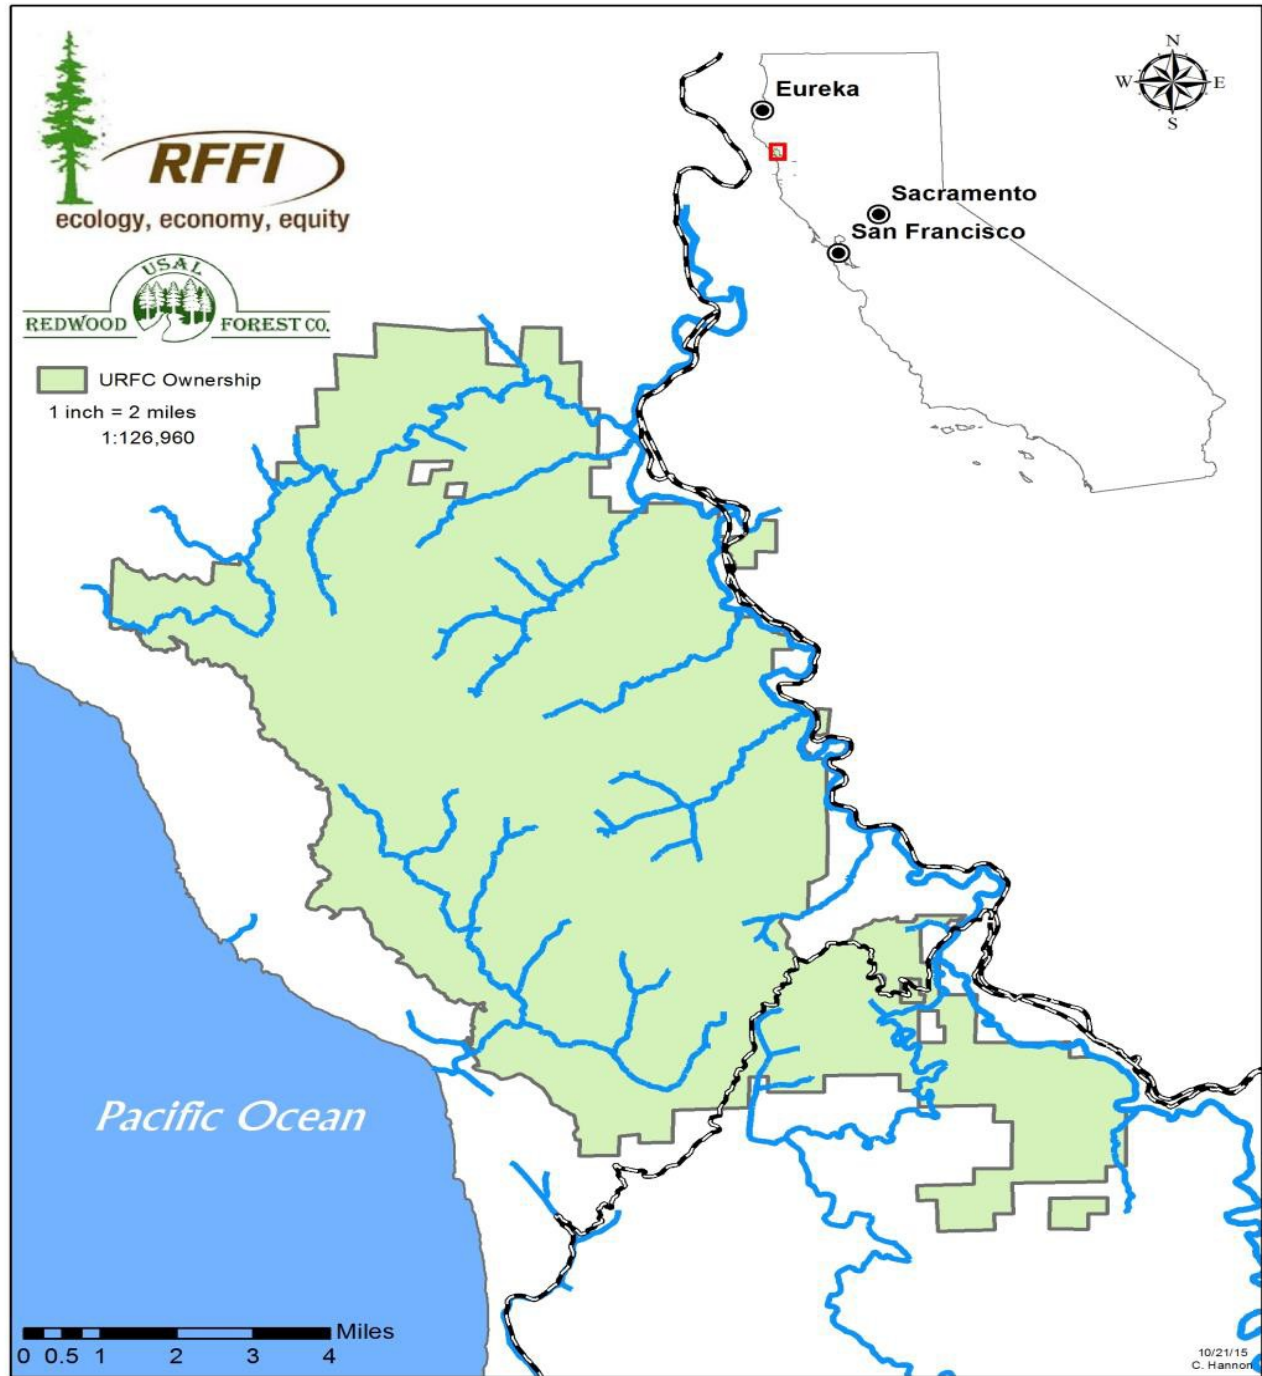 RFFI
ecology, economy, equity
USAL
REDWOOD FOREST CO.
URFC Ownership
1 inch = 2 miles
1:126,960
Eureka
Sacramento
San Francisco
N
W E
S
Pacific Ocean
Miles
0 0.5 1 2 3 4
10/21/15
C. Hannon